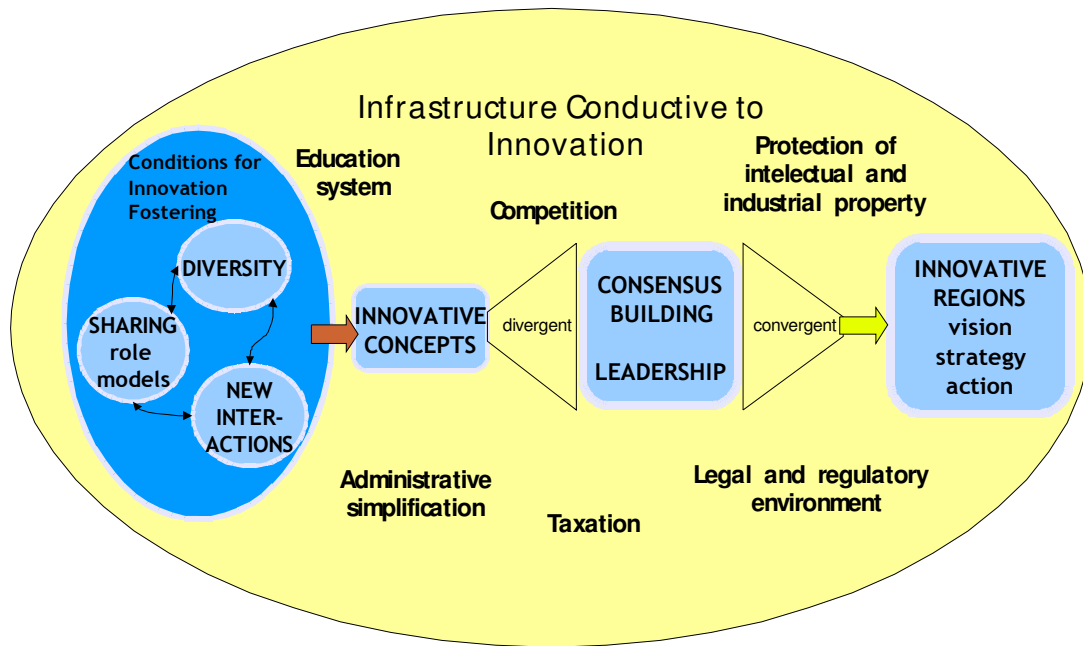 Infrastructure Conductive to
Innovation
Conditions for
Innovation
Fostering
DIVERSITY
SHARING
role
models
NEW
INTER-
ACTIONS
Education
system
Competition
Protection of
intelectual and
industrial property
INNOVATIVE
CONCEPTS
divergent
CONSENSUS
BUILDING
LEADERSHIP
convergent
INNOVATIVE
REGIONS
vision
strategy
action
Administrative
simplification
Taxation
Legal and regulatory
environment